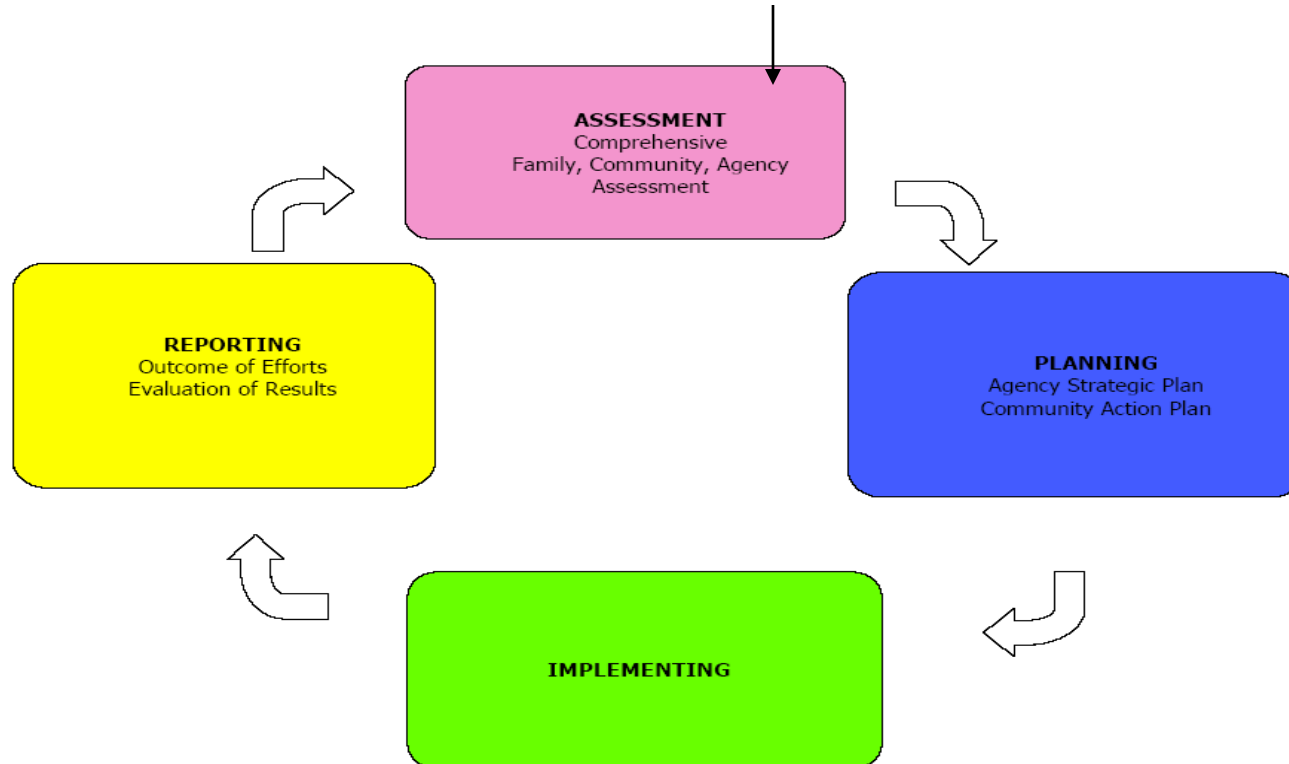 ASSESSMENT
Comprehensive
Family, Community, Agency
Assessment
REPORTING
Outcome of Efforts
Evaluation of Results
PLANNING
Agency Strategic Plan
Community Action Plan
IMPLEMENTING